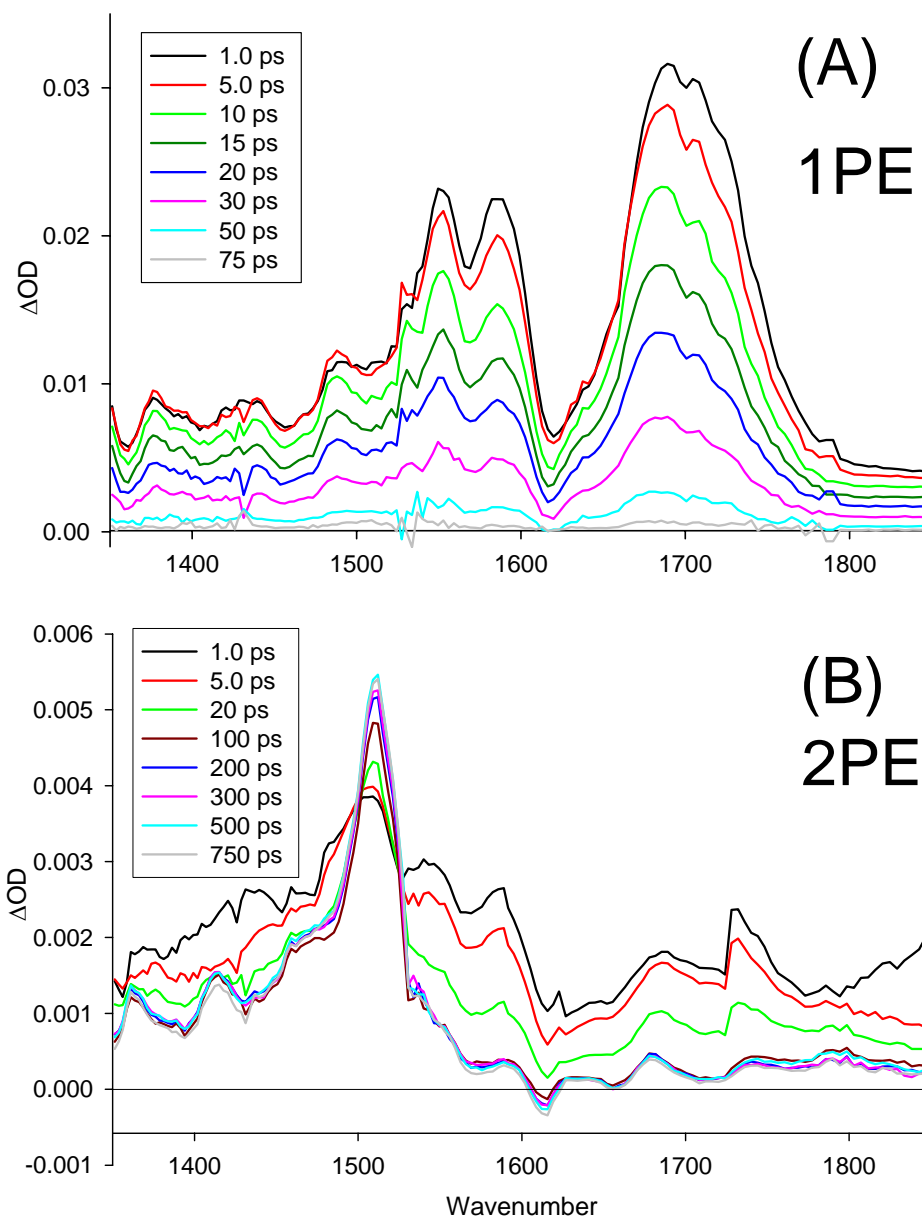 (A)
1PE
1.0 ps
5.0 ps
10 ps
15 ps
20 ps
30 ps
50 ps
75 ps
ΔOD
0.03
0.02
0.01
0.00
1400 1500 1600 1700 1800
(B)
2PE
1.0 ps
5.0 ps
20 ps
100 ps
200 ps
300 ps
500 ps
750 ps
ΔOD
0.006
0.005
0.004
0.003
0.002
0.001
0.000
-0.001
1400 1500 1600 1700 1800
Wavenumber